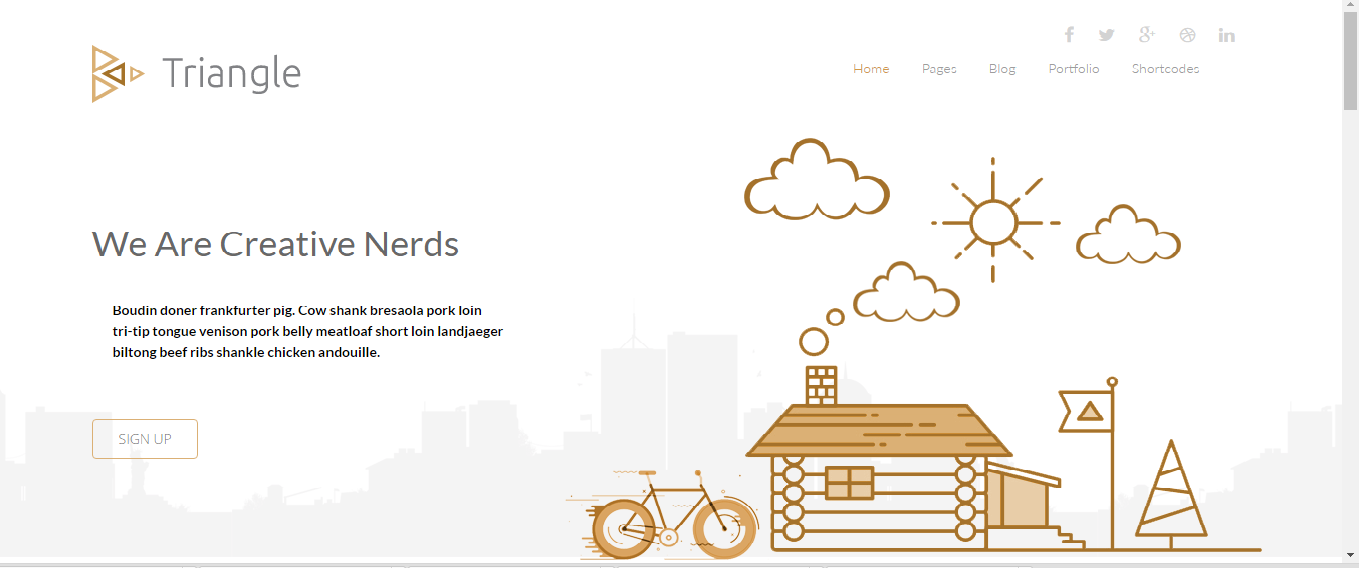 Triangle
Home Pages Blog Portfolio Shortcodes
We Are Creative Nerds
Boudin doner frankfurter pig. Cow shank bresaola pork loin
tri-tip tongue venison pork belly meatloaf short loin landjaeger
biltong beef ribs shankle chicken andouille.
SIGN UP